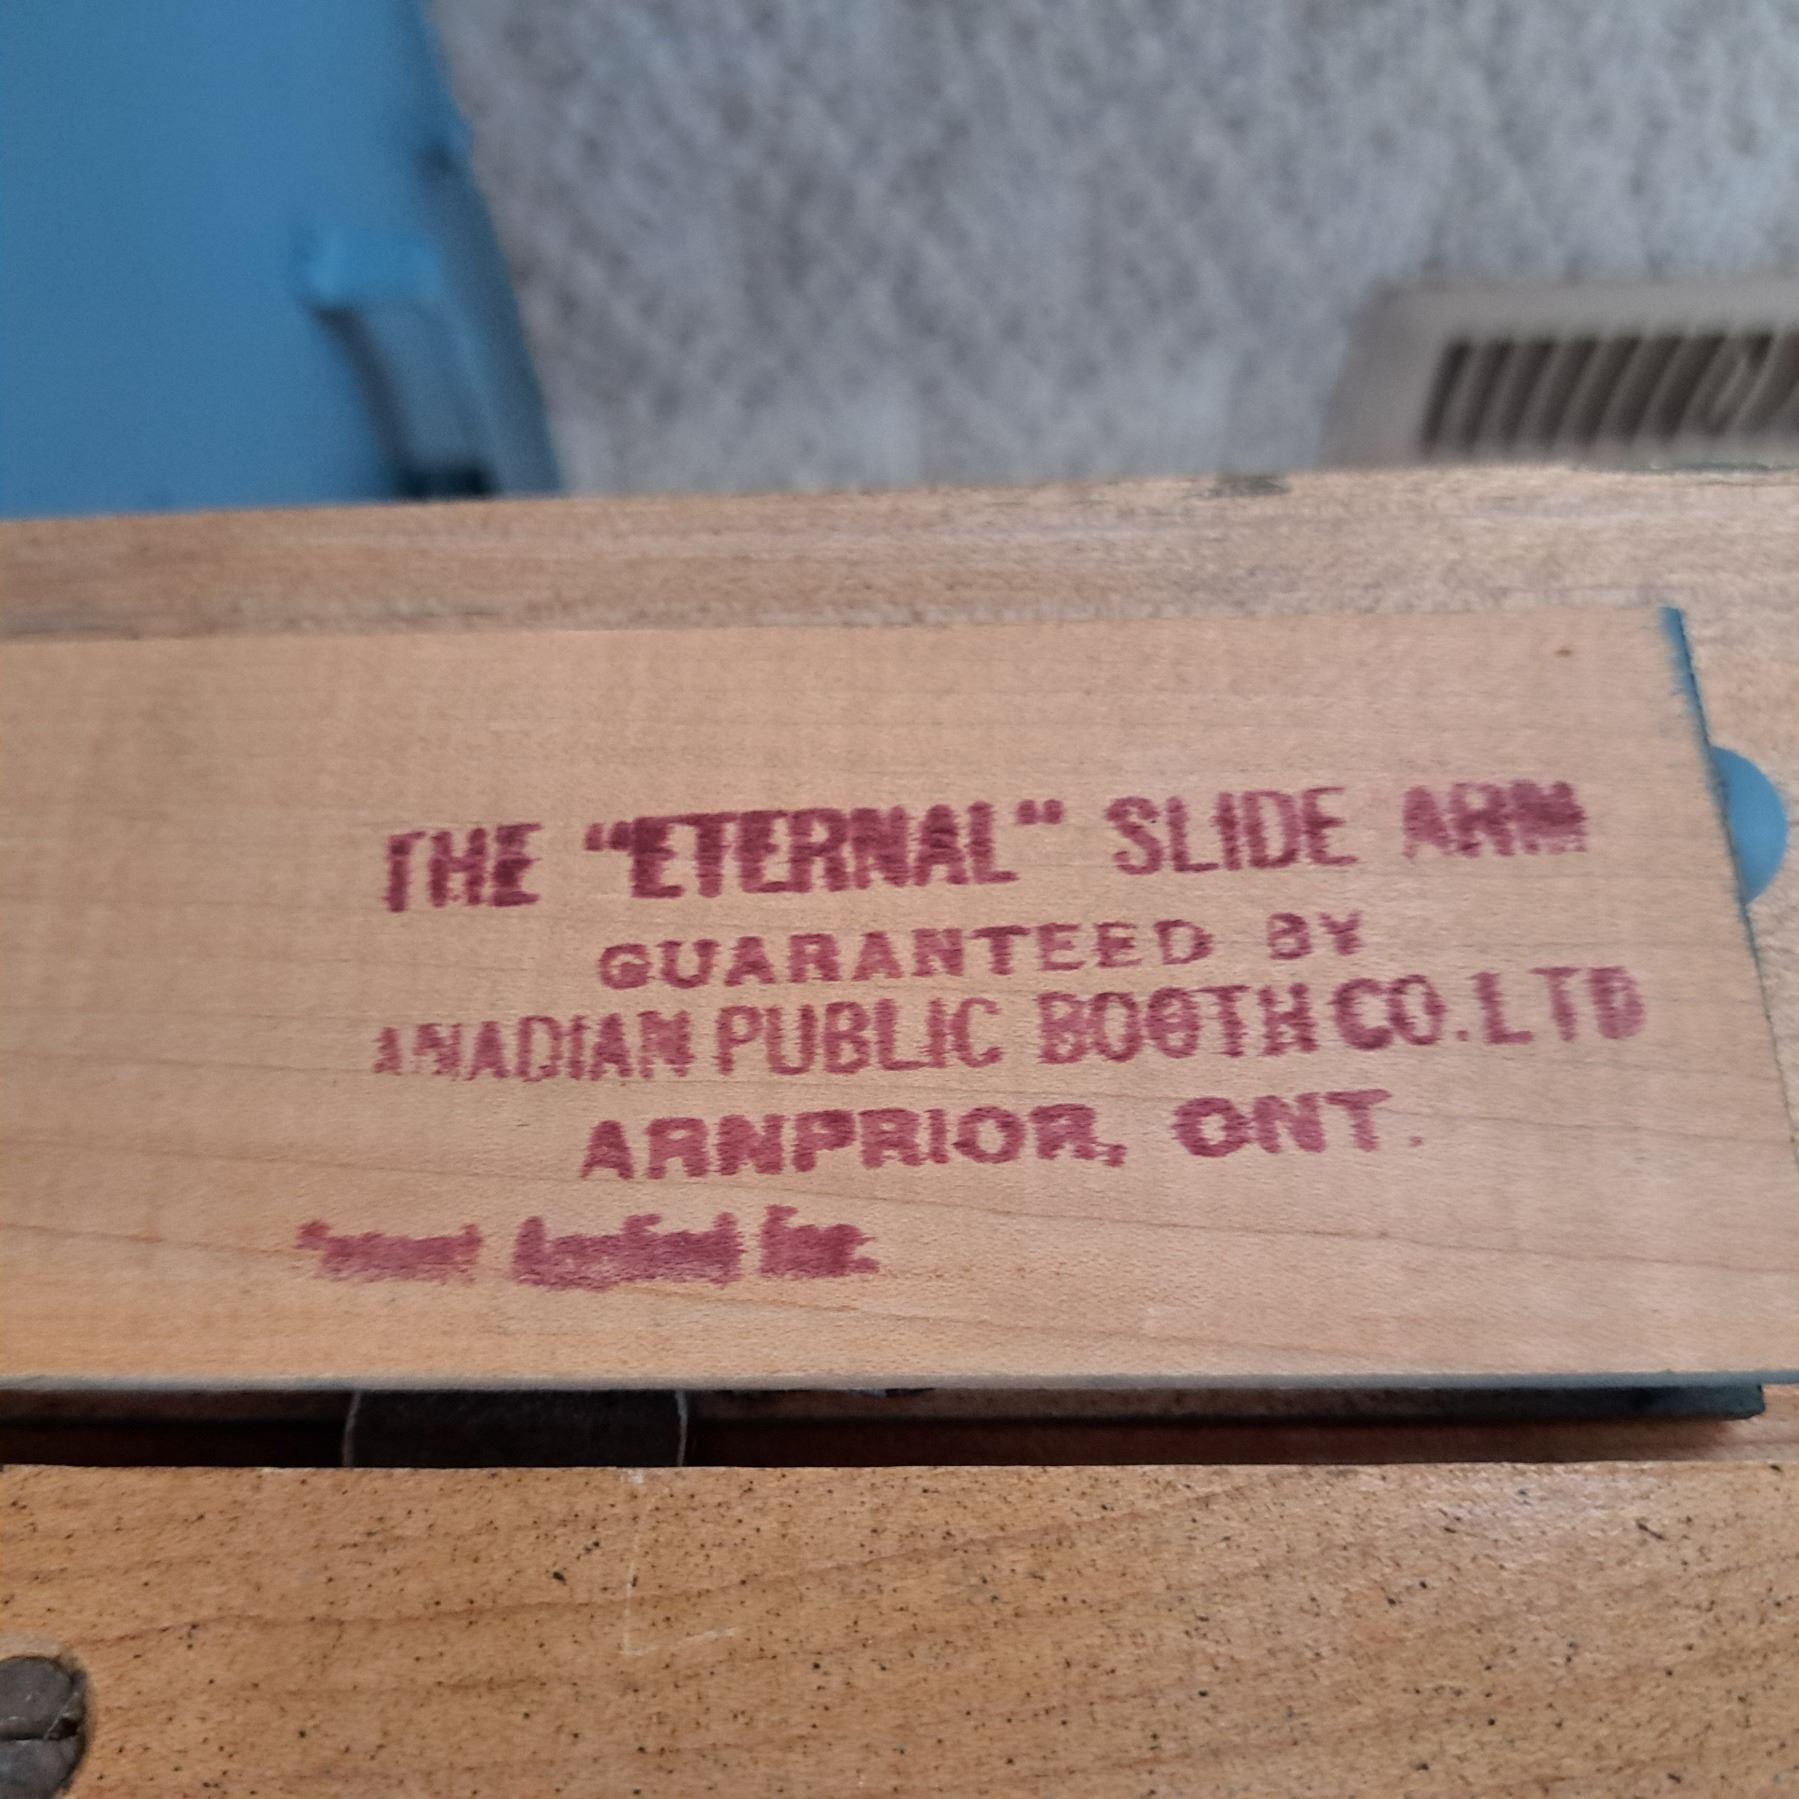 THE "ETERNAL" SLIDE ARM
GUARANTEED BY
ANADIAN PUBLIC BOOTH CO. LTD
ARNPRIOR, ONT.